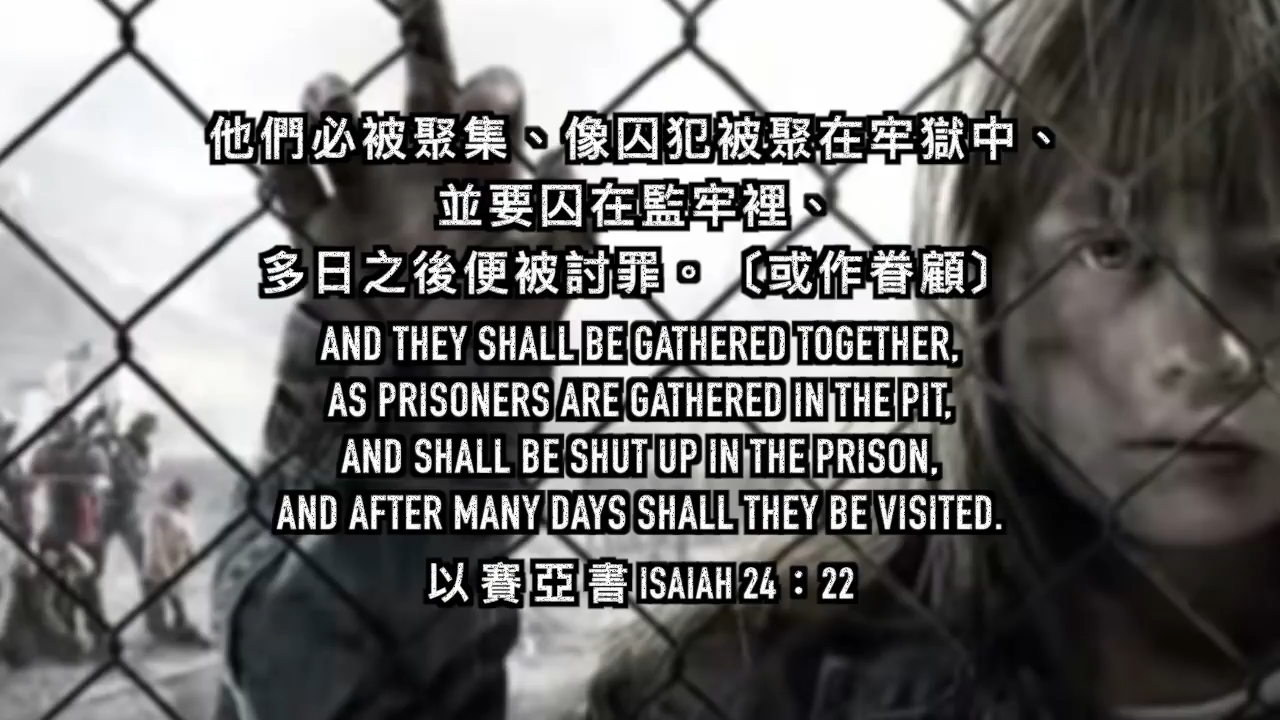 他們必被聚集、像囚犯被聚在牢獄中、
並要囚在監牢裡、
多日之後便被討罪。〔或作眷顧〕
AND THEY SHALL BE GATHERED TOGETHER,
AS PRISONERS ARE GATHERED IN THE PIT,
AND SHALL BE SHUT UP IN THE PRISON,
AND AFTER MANY DAYS SHALL THEY BE VISITED.
以賽亞書 ISAIAH 24：22